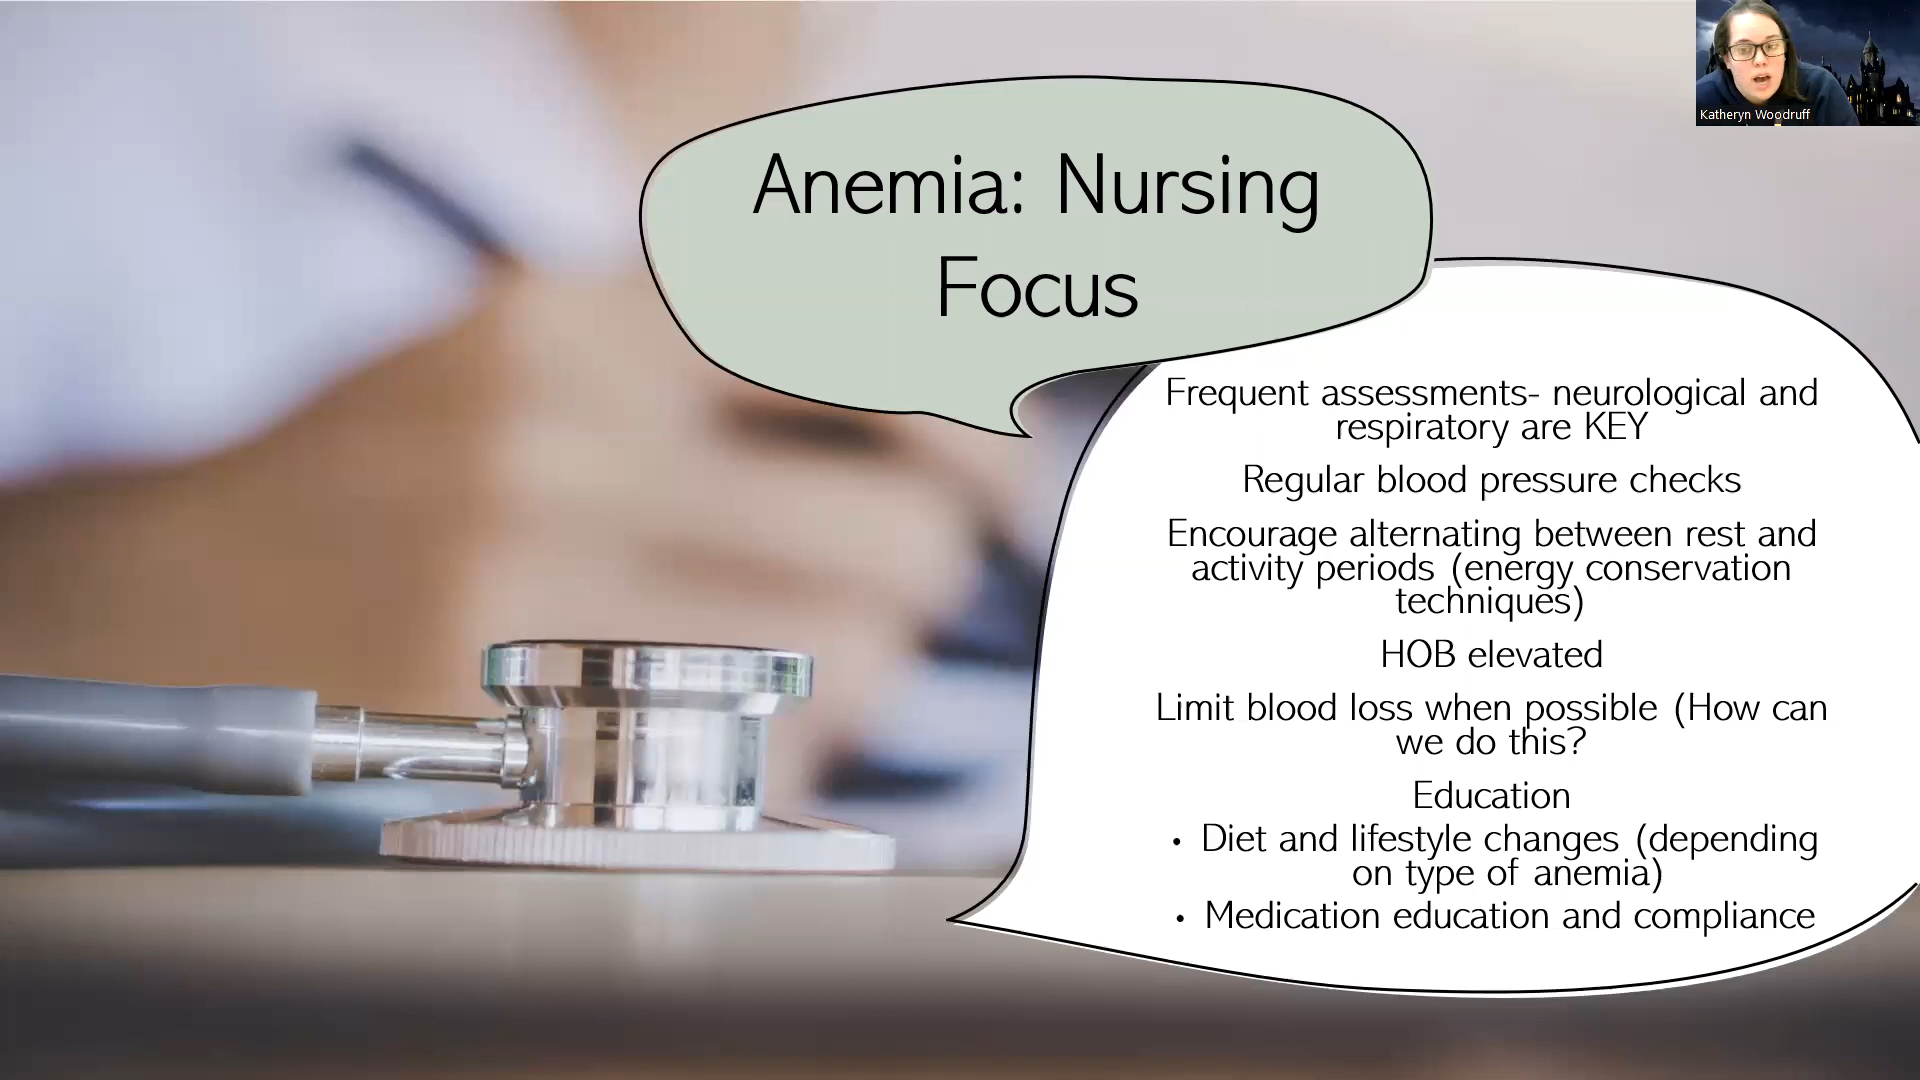 Katheryn Woodruff
Anemia: Nursing
Focus
Frequent assessments- neurological and
respiratory are KEY
Regular blood pressure checks
Encourage alternating between rest and
activity periods (energy conservation
techniques)
HOB elevated
Limit blood loss when possible (How can
we do this?
Education
• Diet and lifestyle changes (depending
on type of anemia)
• Medication education and compliance